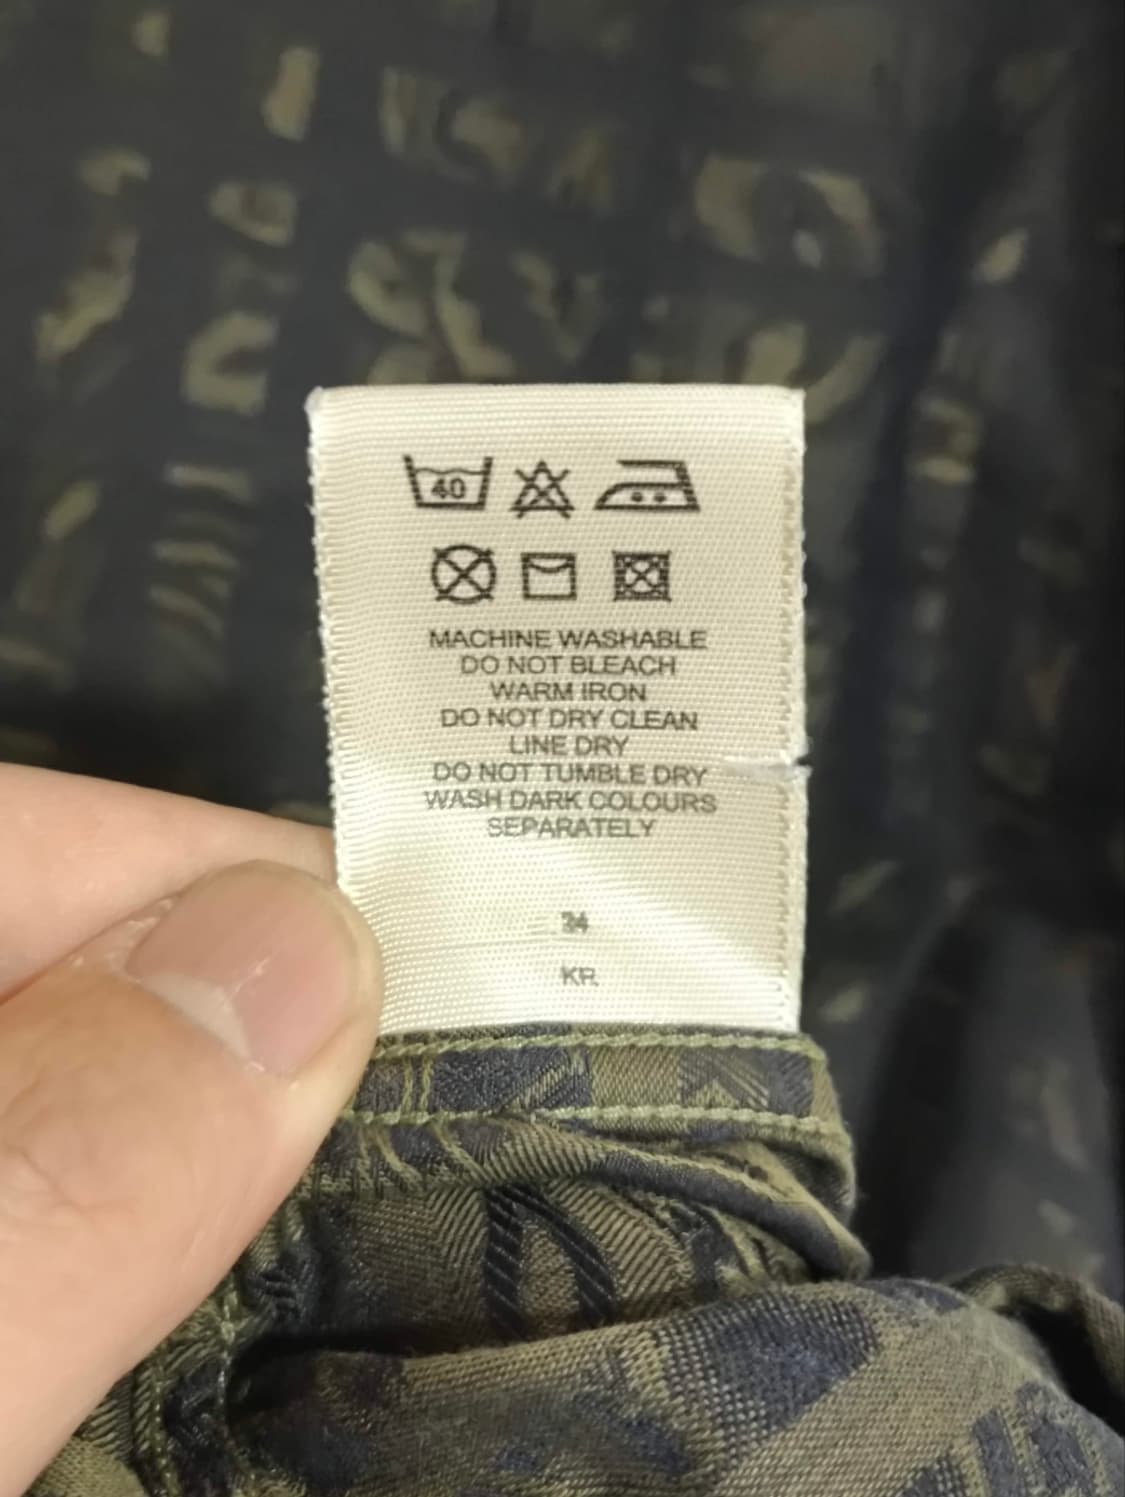 40
MACHINE WASHABLE
DO NOT BLEACH
WARM IRON
DO NOT DRY CLEAN
LINE DRY
DO NOT TUMBLE DRY
WASH DARK COLOURS
SEPARATELY
34
KR